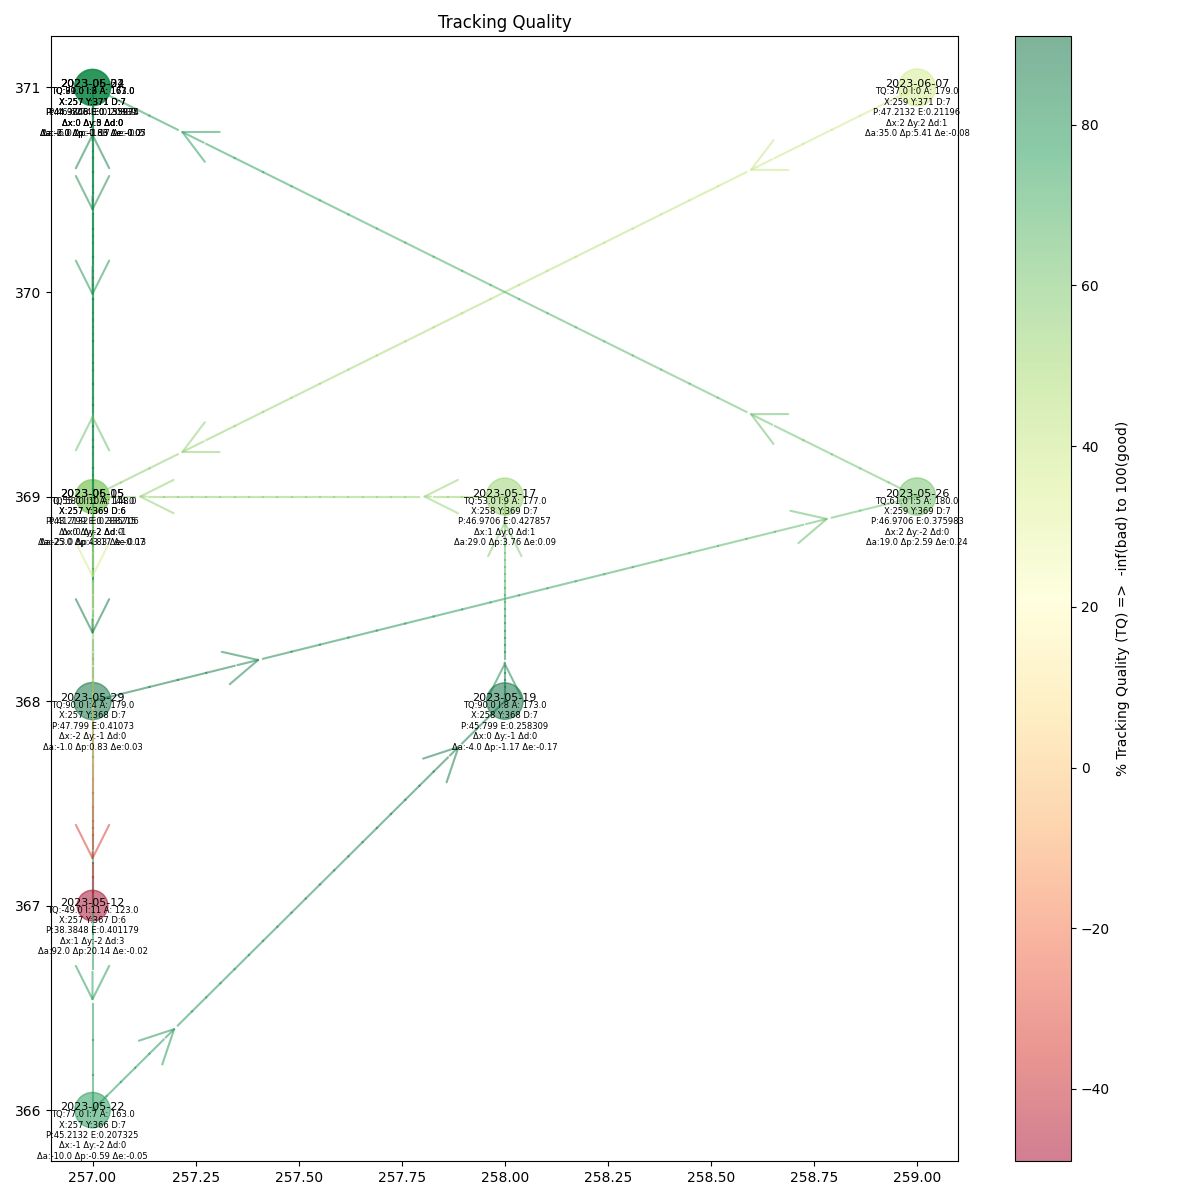 Tracking Quality
371
370
369
368
367
366
257.00
257.25
257.50
257.75
258.00
258.25
258.50
258.75
259.00
2023-06-07
TQ:37.0 I:0 A: 179.0
X:259 Y:371 D:7
P:47.2132 E:0.21196
Δx:2 Δy:2 Δd:1
Δa:35.0 Δp:5.41 Δe:-0.08
X:257 Y:371 D:7
2023-06-15
X:257 Y:369 D:6
2023-05-17
TQ:53.0 I:9 A: 177.0
X:258 Y:369 D:7
P:46.9706 E:0.427857
Δx:1 Δy:0 Δd:1
Δa:29.0 Δp:3.76 Δe:0.09
2023-05-26
TQ:61.0 I:5 A: 180.0
X:259 Y:369 D:7
P:46.9706 E:0.375983
Δx:2 Δy:-2 Δd:0
Δa:19.0 Δp:2.59 Δe:0.24
2023-05-29
TQ:90.0 I:4 A: 179.0
X:257 Y:368 D:7
P:47.799 E:0.41073
Δx:-2 Δy:-1 Δd:0
Δa:-1.0 Δp:0.83 Δe:0.03
2023-05-19
TQ:90.0 I:8 A: 173.0
X:258 Y:368 D:7
P:45.799 E:0.258309
Δx:0 Δy:-1 Δd:0
Δa:-4.0 Δp:-1.17 Δe:-0.17
2023-05-12
TQ:-49.0 I:11 A: 123.0
X:257 Y:367 D:6
P:38.3848 E:0.401179
Δx:1 Δy:-2 Δd:3
Δa:92.0 Δp:20.14 Δe:-0.02
2023-05-22
TQ:77.0 I:7 A: 163.0
X:257 Y:366 D:7
P:45.2132 E:0.207325
Δx:-1 Δy:-2 Δd:0
Δa:-10.0 Δp:-0.59 Δe:-0.05
80
60
40
20
0
−20
−40
% Tracking Quality (TQ) => -inf(bad) to 100(good)